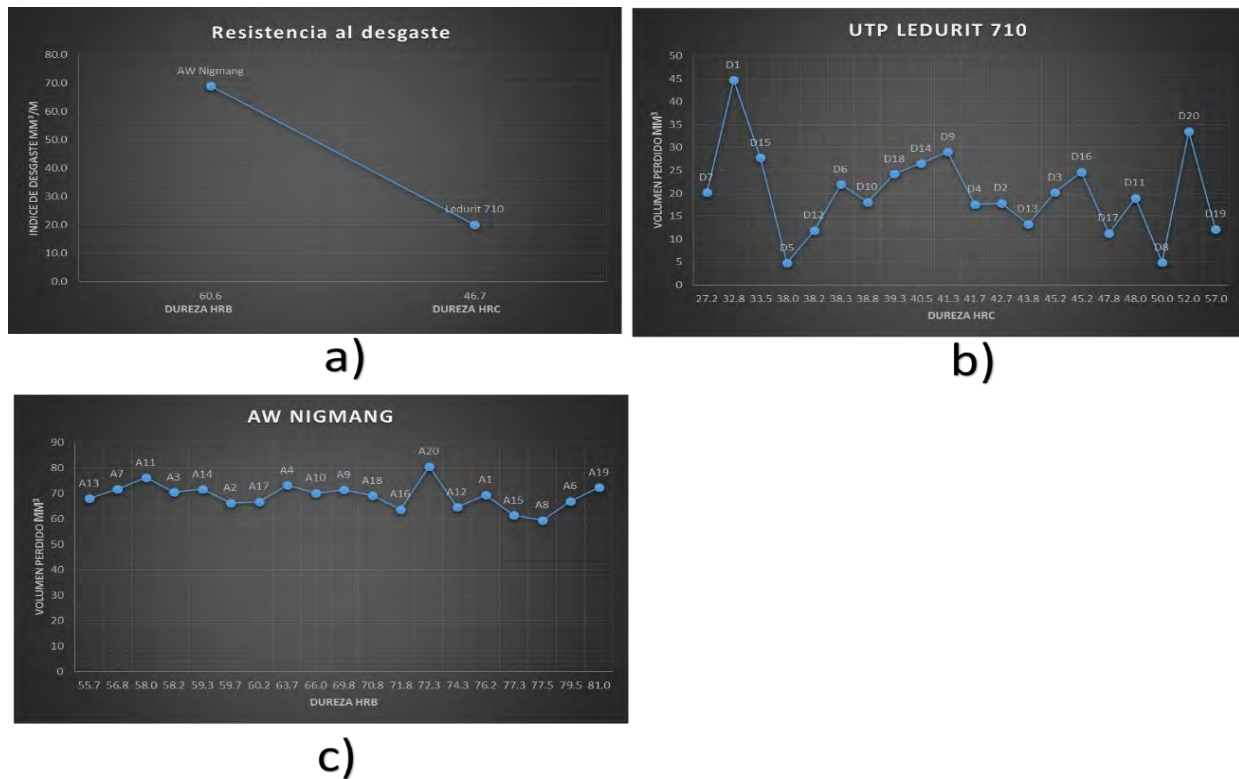 Resistencia al desgaste
INDICE DE DESGASTE MM³/M
80.0
70.0
60.0
50.0
40.0
30.0
20.0
10.0
0.0
AW Nigmang
Ledurit 710
60.6 46.7
DUREZA HRB DUREZA HRC
a)
UTP LEDURIT 710
VOLUMEN PERDIDO MM³
50
45
40
35
30
25
20
15
10
5
0
D7 D1 D15 D5 D12 D6 D10 D18 D14 D9 D4 D2 D13 D3 D16 D17 D11 D8 D20 D19
27.2 32.8 33.5 38.0 38.2 38.3 38.8 39.3 40.5 41.3 41.7 42.7 43.8 45.2 45.2 47.8 48.0 50.0 52.0 57.0
DUREZA HRC
b)
AW NIGMANG
VOLUMEN PERDIDO MM³
90
80
70
60
50
40
30
20
10
0
A13 A7 A11 A3 A14 A2 A17 A4 A10 A9 A18 A16 A20 A12 A1 A15 A8 A6 A19
55.7 56.8 58.0 58.2 59.3 59.7 60.2 63.7 66.0 69.8 70.8 71.8 72.3 74.3 76.2 77.3 77.5 79.5 81.0
DUREZA HRB
c)